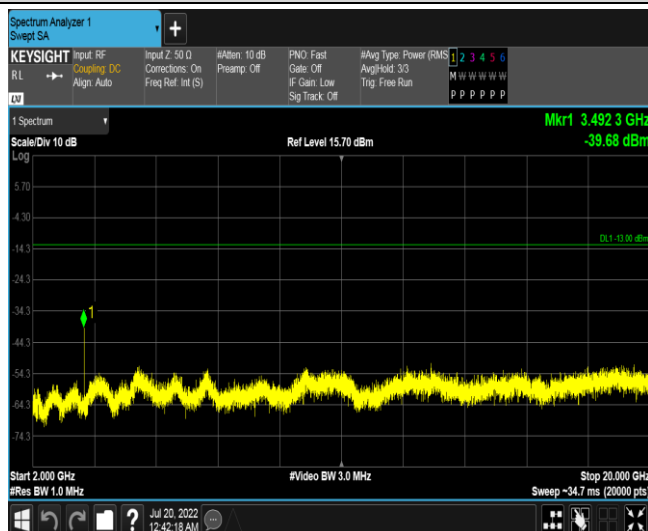 Spectrum Analyzer 1
Swept SA
+
KEYSIGHT
RL
LXI
Input: RF
Coupling: DC
Align: Auto
Input Z: 50 Ω
Corrections: On
Freq Ref: Int (S)
#Atten: 10 dB
Preamp: Off
PNO: Fast
Gate: Off
IF Gain: Low
Sig Track: Off
#Avg Type: Power (RMS
Avg|Hold: 3/3
Trig: Free Run
1 2 3 4 5 6
M W W W W W
P P P P P P
1 Spectrum
Scale/Div 10 dB
Log
Ref Level 15.70 dBm
Mkr1 3.492 3 GHz
-39.68 dBm
5.70
-4.30
-14.3
DL1 -13.00 dBm
-24.3
-34.3
1
-44.3
-54.3
-64.3
-74.3
Start 2.000 GHz
#Res BW 1.0 MHz
#Video BW 3.0 MHz
Stop 20.000 GHz
Sweep ~34.7 ms (20000 pts)
?
Jul 20, 2022
12:42:18 AM